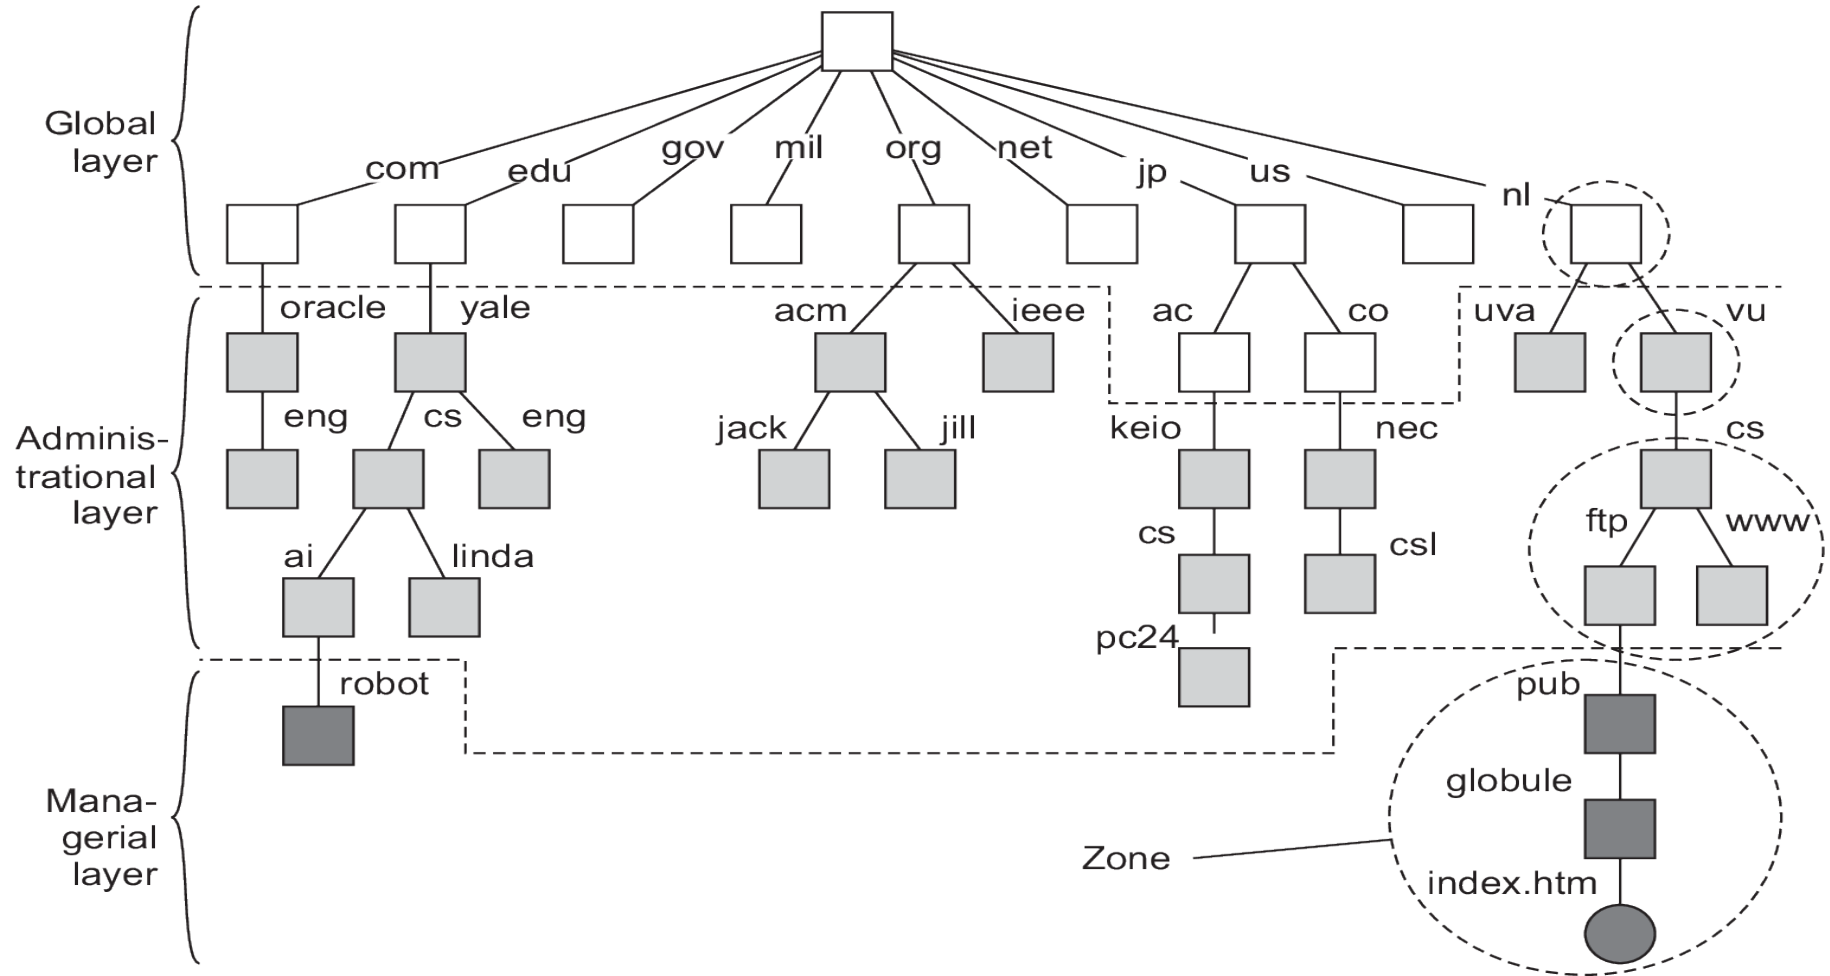 Global
layer
com
edu
gov
mil
org
net
jp
us
nl
oracle
yale
acm
ieee
ac
co
uva
vu
Adminis-
trational
layer
eng
cs
eng
jack
jill
keio
nec
cs
ai
linda
cs
csl
ftp
www
pc24
robot
pub
Mana-
gerial
layer
globule
Zone
index.htm